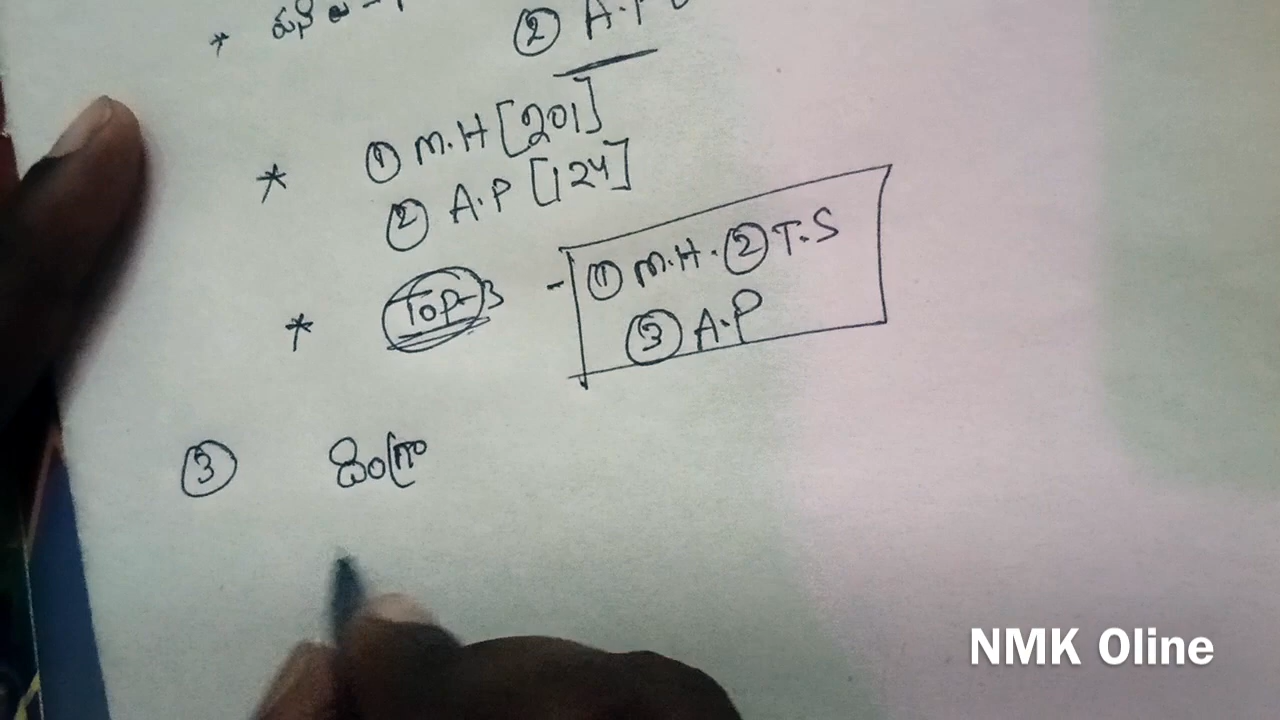 *
② A.P
* ① M.H [201]
② A.P [124]
* Top-3 - ① M.H. ② T.S
③ A.P
③
NMK Oline